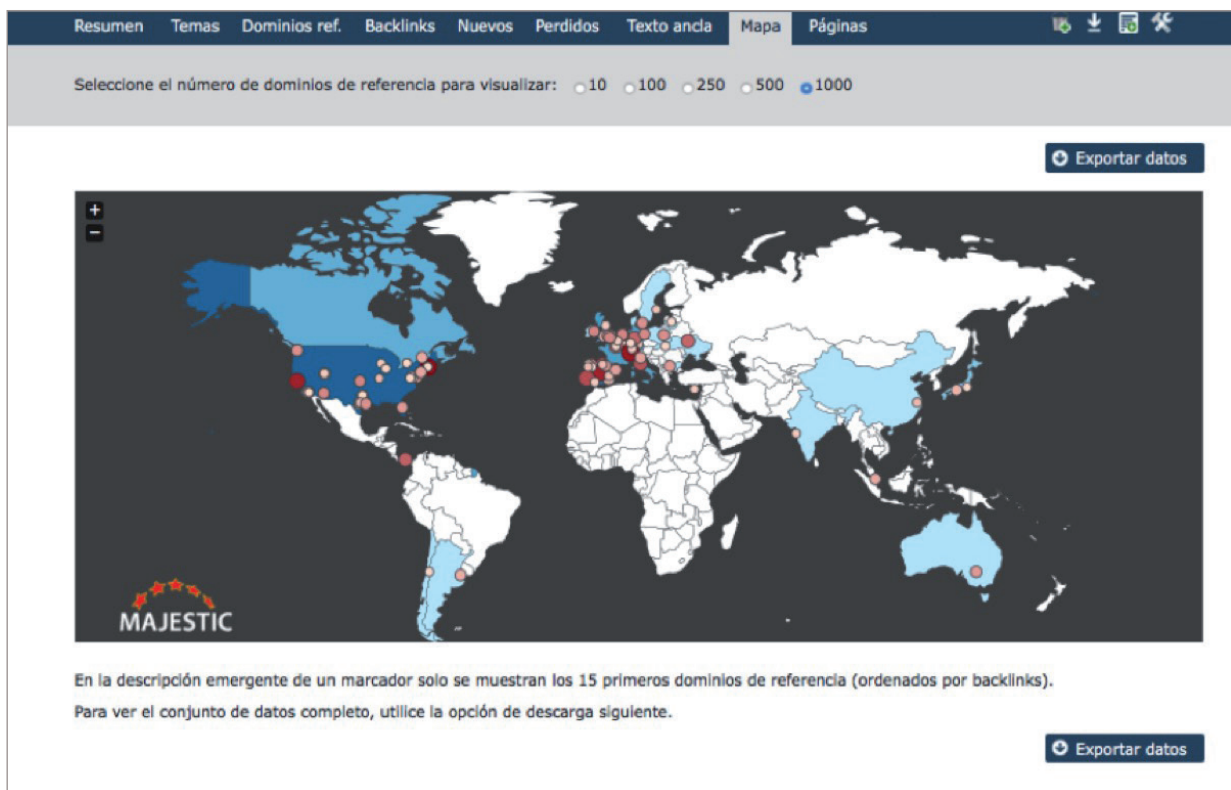 Resumen Temas Dominios ref. Backlinks Nuevos Perdidos Texto ancla Mapa Páginas
Seleccione el número de dominios de referencia para visualizar: 10 100 250 500 1000
Exportar datos
+
−
MAJESTIC
En la descripción emergente de un marcador solo se muestran los 15 primeros dominios de referencia (ordenados por backlinks).
Para ver el conjunto de datos completo, utilice la opción de descarga siguiente.
Exportar datos